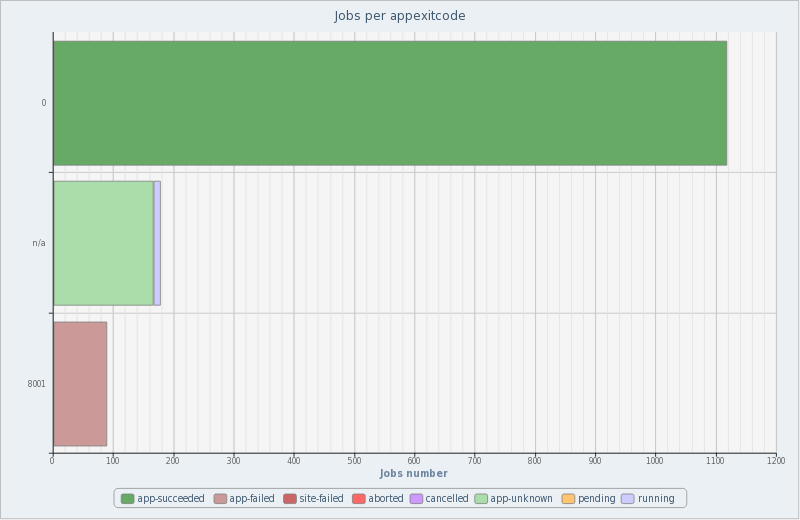 Jobs per appexitcode
0
n/a
8001
0 100 200 300 400 500 600 700 800 900 1000 1100 1200
Jobs number
app-succeeded app-failed site-failed aborted cancelled app-unknown pending running